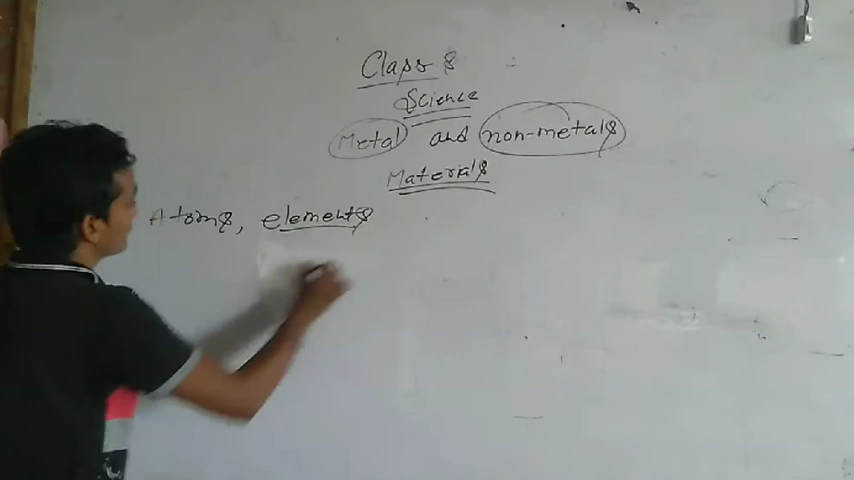 Class 8
Science
Metal and non-metals
Materials
Atoms, elements